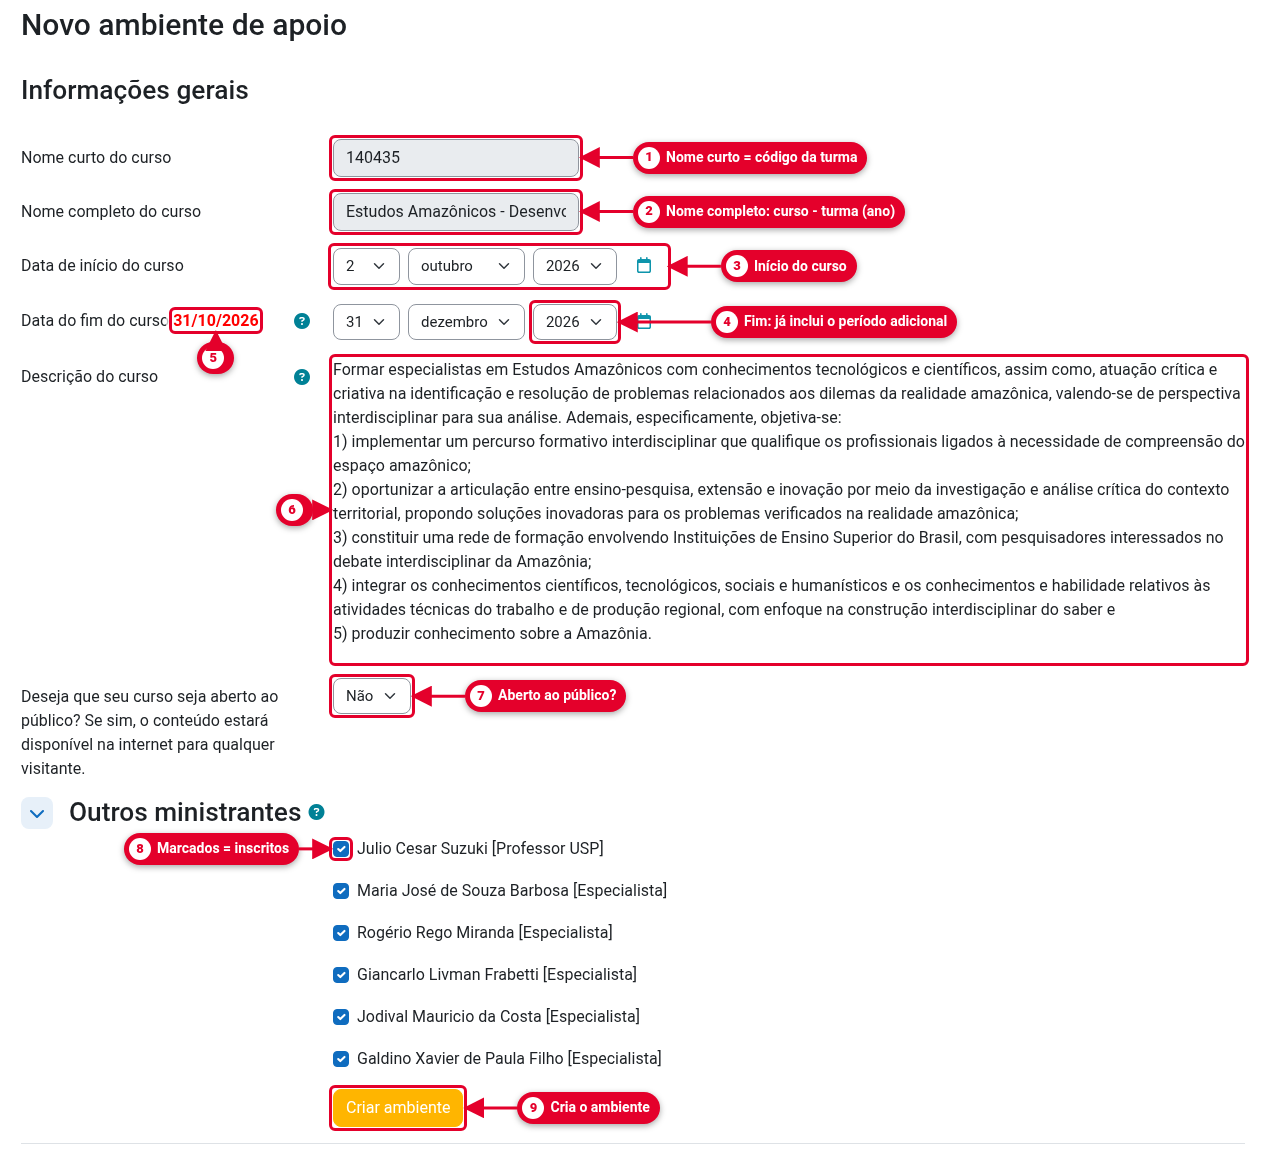 Novo ambiente de apoio
Informações gerais
Nome curto do curso
140435
1 Nome curto = código da turma
Nome completo do curso
Estudos Amazônicos - Desenvo
2 Nome completo: curso - turma (ano)
Data de início do curso
2 outubro 2026
3 Início do curso
Data do fim do curso 31/10/2026
?
31 dezembro 2026
4 Fim: já inclui o período adicional
5
Descrição do curso
?
Formar especialistas em Estudos Amazônicos com conhecimentos tecnológicos e científicos, assim como, atuação crítica e
criativa na identificação e resolução de problemas relacionados aos dilemas da realidade amazônica, valendo-se de perspectiva
interdisciplinar para sua análise. Ademais, especificamente, objetiva-se:
1) implementar um percurso formativo interdisciplinar que qualifique os profissionais ligados à necessidade de compreensão do
espaço amazônico;
2) oportunizar a articulação entre ensino-pesquisa, extensão e inovação por meio da investigação e análise crítica do contexto
territorial, propondo soluções inovadoras para os problemas verificados na realidade amazônica;
3) constituir uma rede de formação envolvendo Instituições de Ensino Superior do Brasil, com pesquisadores interessados no
debate interdisciplinar da Amazônia;
4) integrar os conhecimentos científicos, tecnológicos, sociais e humanísticos e os conhecimentos e habilidade relativos às
atividades técnicas do trabalho e de produção regional, com enfoque na construção interdisciplinar do saber e
5) produzir conhecimento sobre a Amazônia.
6
Deseja que seu curso seja aberto ao
público? Se sim, o conteúdo estará
disponível na internet para qualquer
visitante.
Não
7 Aberto ao público?
Outros ministrantes ?
8 Marcados = inscritos
Julio Cesar Suzuki [Professor USP]
Maria José de Souza Barbosa [Especialista]
Rogério Rego Miranda [Especialista]
Giancarlo Livman Frabetti [Especialista]
Jodival Mauricio da Costa [Especialista]
Galdino Xavier de Paula Filho [Especialista]
Criar ambiente
9 Cria o ambiente